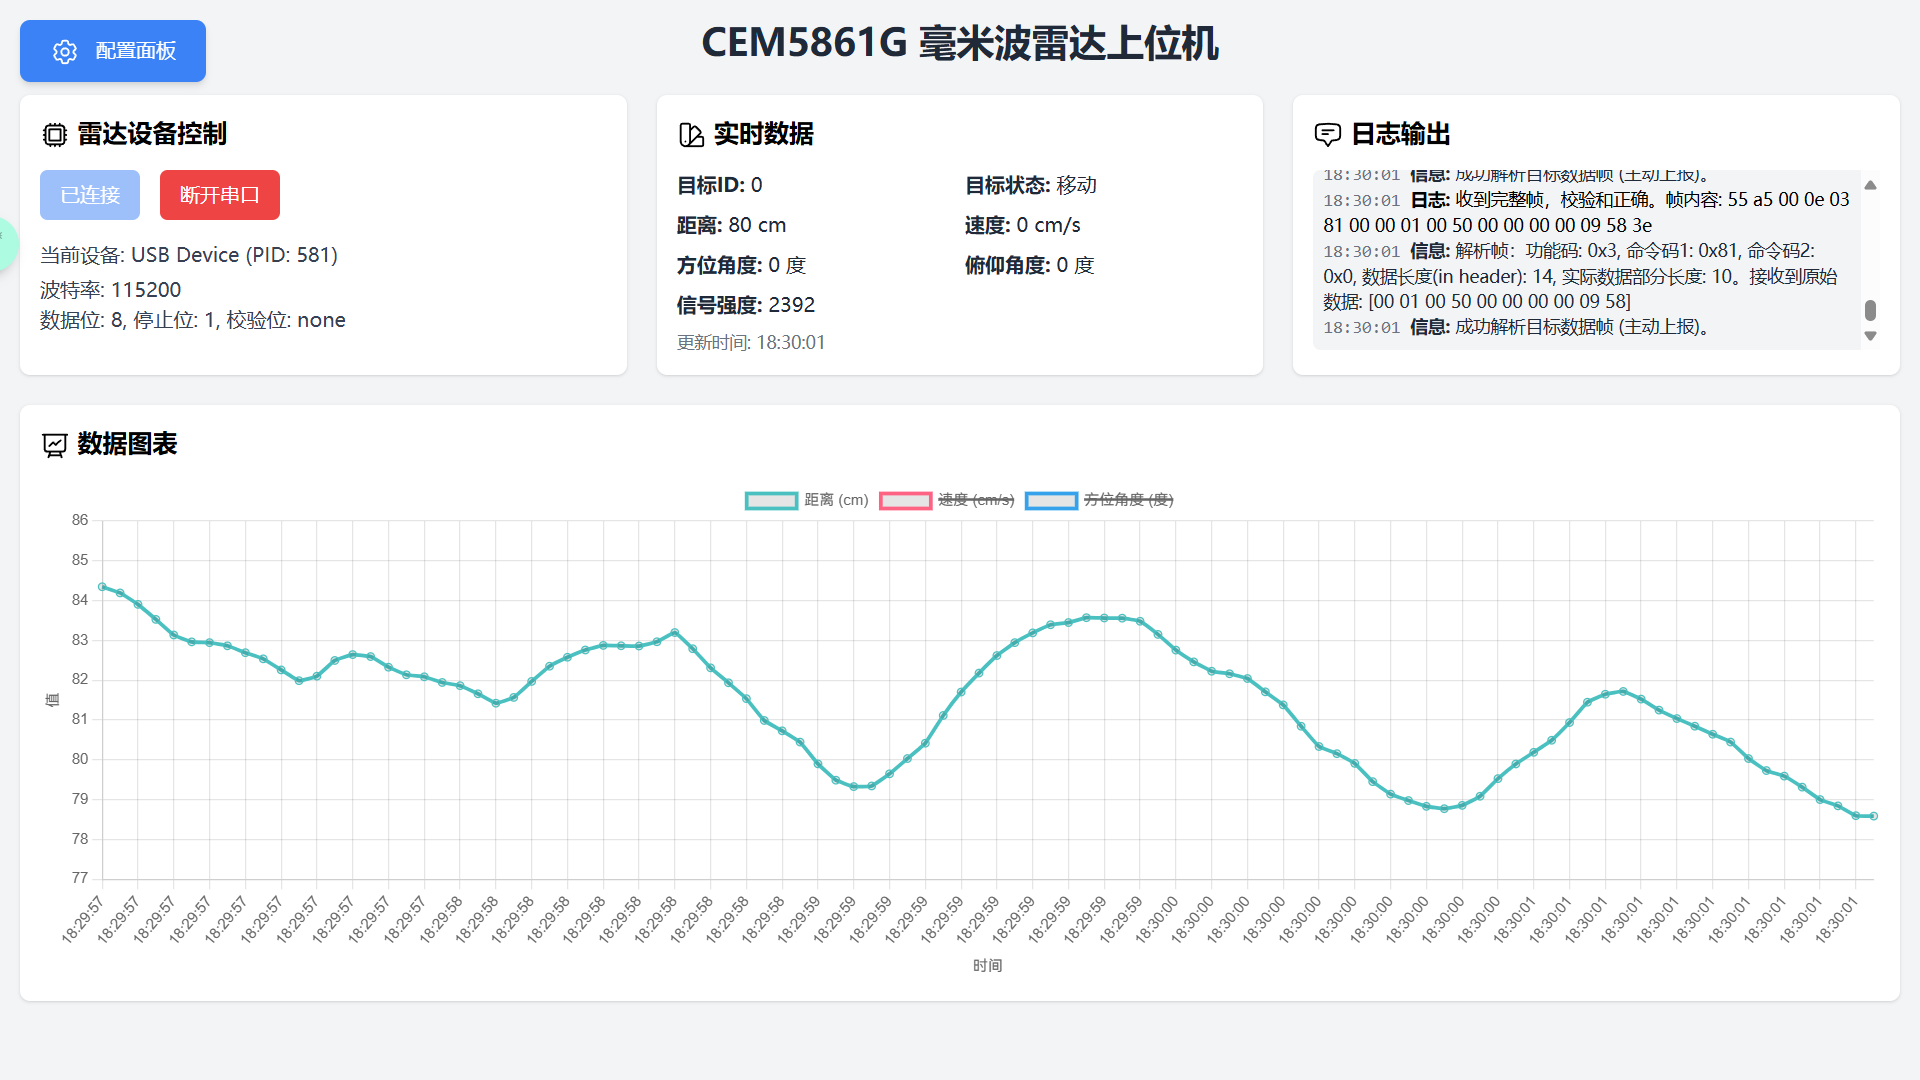 配置面板
CEM5861G 毫米波雷达上位机
雷达设备控制
已连接
断开串口
当前设备: USB Device (PID: 581)
波特率: 115200
数据位: 8, 停止位: 1, 校验位: none
实时数据
目标ID: 0
目标状态: 移动
距离: 80 cm
速度: 0 cm/s
方位角度: 0 度
俯仰角度: 0 度
信号强度: 2392
更新时间: 18:30:01
日志输出
18:30:01 信息: 成功解析目标数据帧 (主动上报)。
18:30:01 日志: 收到完整帧，校验和正确。帧内容: 55 a5 00 0e 03
81 00 00 01 00 50 00 00 00 00 09 58 3e
18:30:01 信息: 解析帧：功能码: 0x3, 命令码1: 0x81, 命令码2:
0x0, 数据长度(in header): 14, 实际数据部分长度: 10。接收到原始
数据: [00 01 00 50 00 00 00 00 09 58]
18:30:01 信息: 成功解析目标数据帧 (主动上报)。
数据图表
距离 (cm)
速度 (cm/s)
方位角度 (度)
86
85
84
83
82
81
80
79
78
77
值
18:29:57
18:29:57
18:29:57
18:29:57
18:29:57
18:29:57
18:29:57
18:29:57
18:29:57
18:29:57
18:29:58
18:29:58
18:29:58
18:29:58
18:29:58
18:29:58
18:29:58
18:29:58
18:29:58
18:29:58
18:29:59
18:29:59
18:29:59
18:29:59
18:29:59
18:29:59
18:29:59
18:29:59
18:29:59
18:29:59
18:30:00
18:30:00
18:30:00
18:30:00
18:30:00
18:30:00
18:30:00
18:30:00
18:30:00
18:30:00
18:30:01
18:30:01
18:30:01
18:30:01
18:30:01
18:30:01
18:30:01
18:30:01
18:30:01
18:30:01
时间